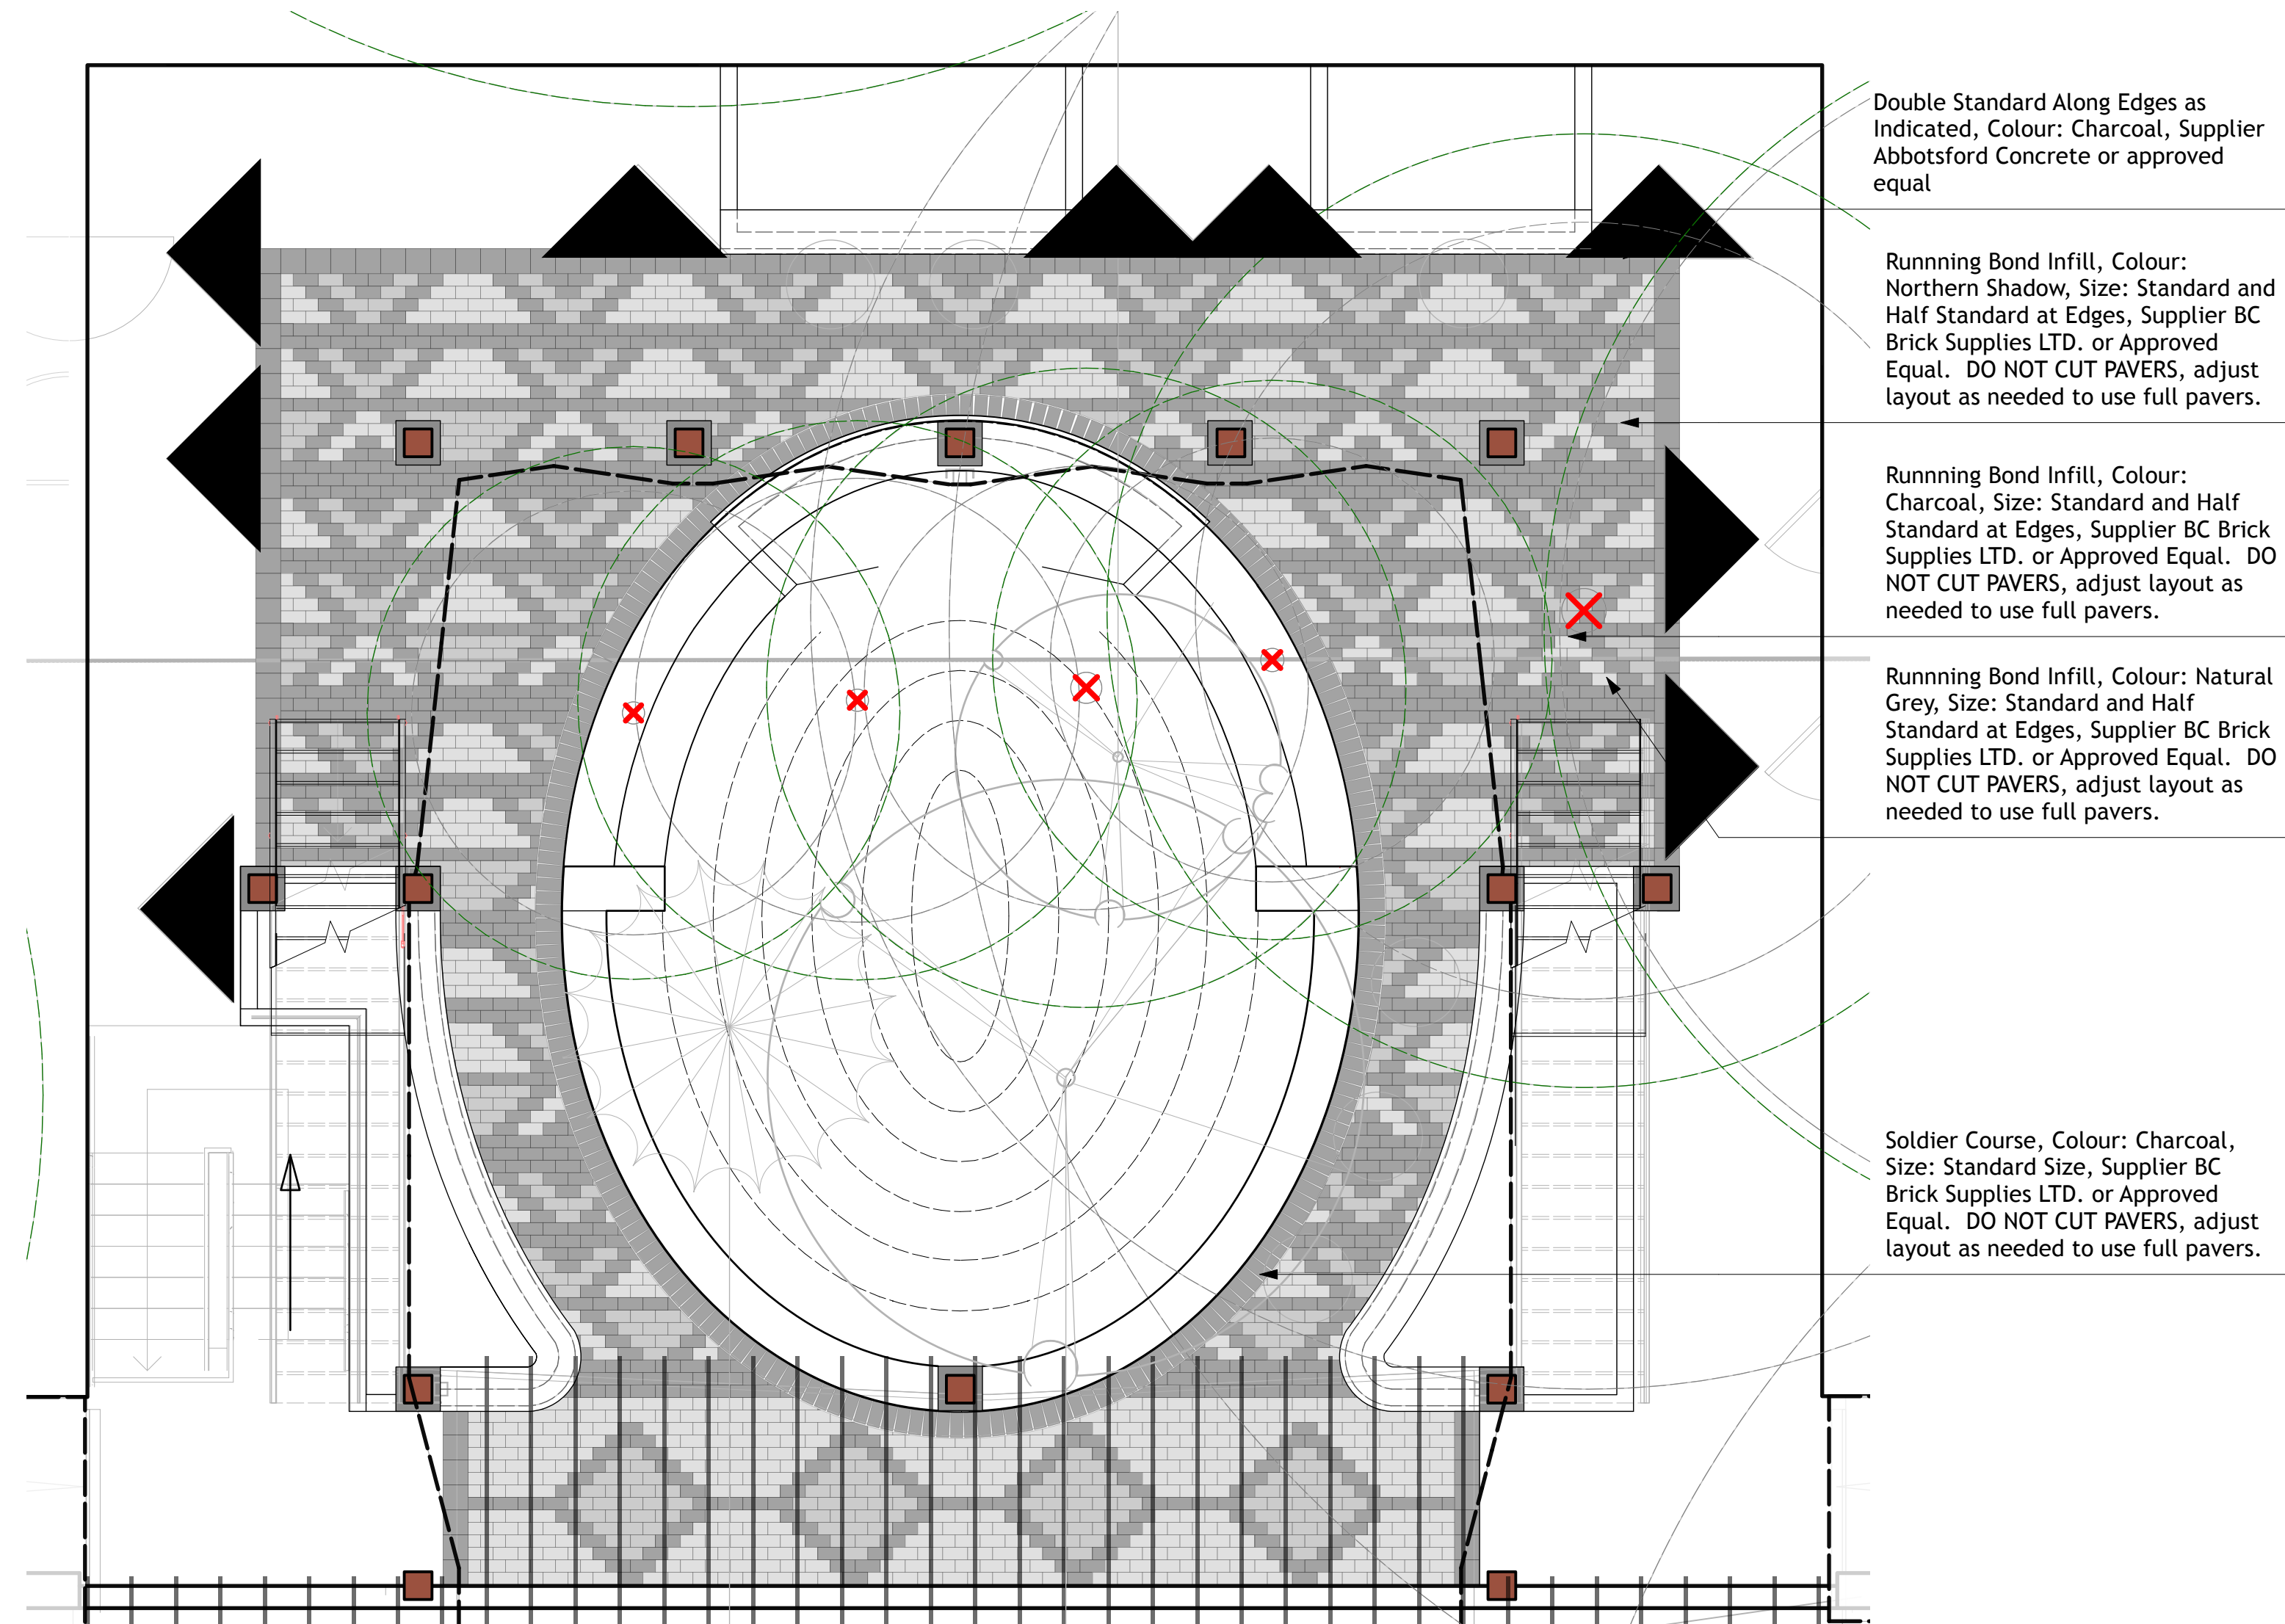 Double Standard Along Edges as
Indicated, Colour: Charcoal, Supplier
Abbotsford Concrete or approved
equal
Runnning Bond Infill, Colour:
Northern Shadow, Size: Standard and
Half Standard at Edges, Supplier BC
Brick Supplies LTD. or Approved
Equal.  DO NOT CUT PAVERS, adjust
layout as needed to use full pavers.
Runnning Bond Infill, Colour:
Charcoal, Size: Standard and Half
Standard at Edges, Supplier BC Brick
Supplies LTD. or Approved Equal.  DO
NOT CUT PAVERS, adjust layout as
needed to use full pavers.
Runnning Bond Infill, Colour: Natural
Grey, Size: Standard and Half
Standard at Edges, Supplier BC Brick
Supplies LTD. or Approved Equal.  DO
NOT CUT PAVERS, adjust layout as
needed to use full pavers.
Soldier Course, Colour: Charcoal,
Size: Standard Size, Supplier BC
Brick Supplies LTD. or Approved
Equal.  DO NOT CUT PAVERS, adjust
layout as needed to use full pavers.